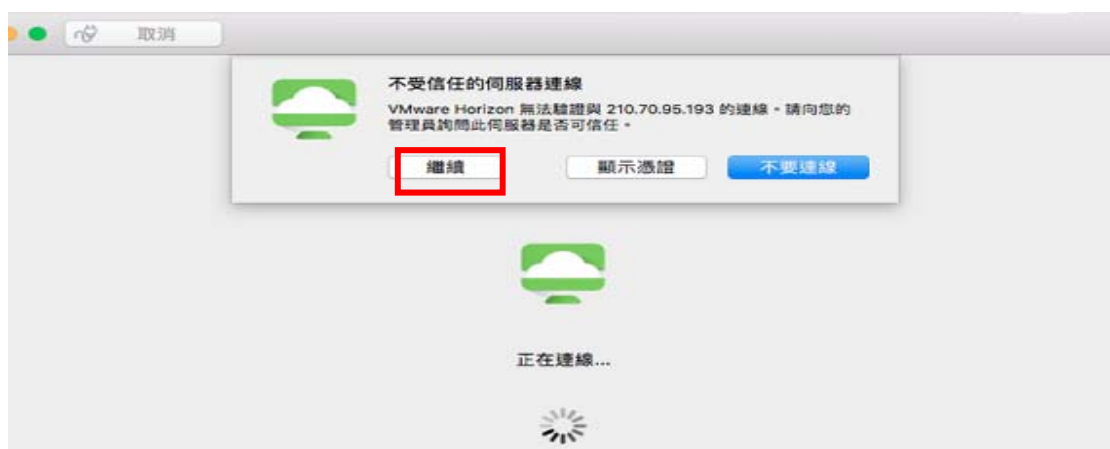 取消
不受信任的伺服器連線
VMware Horizon 無法驗證與 210.70.95.193 的連線。請向您的
管理員詢問此伺服器是否可信任。
繼續 顯示憑證 不要連線
正在連線...